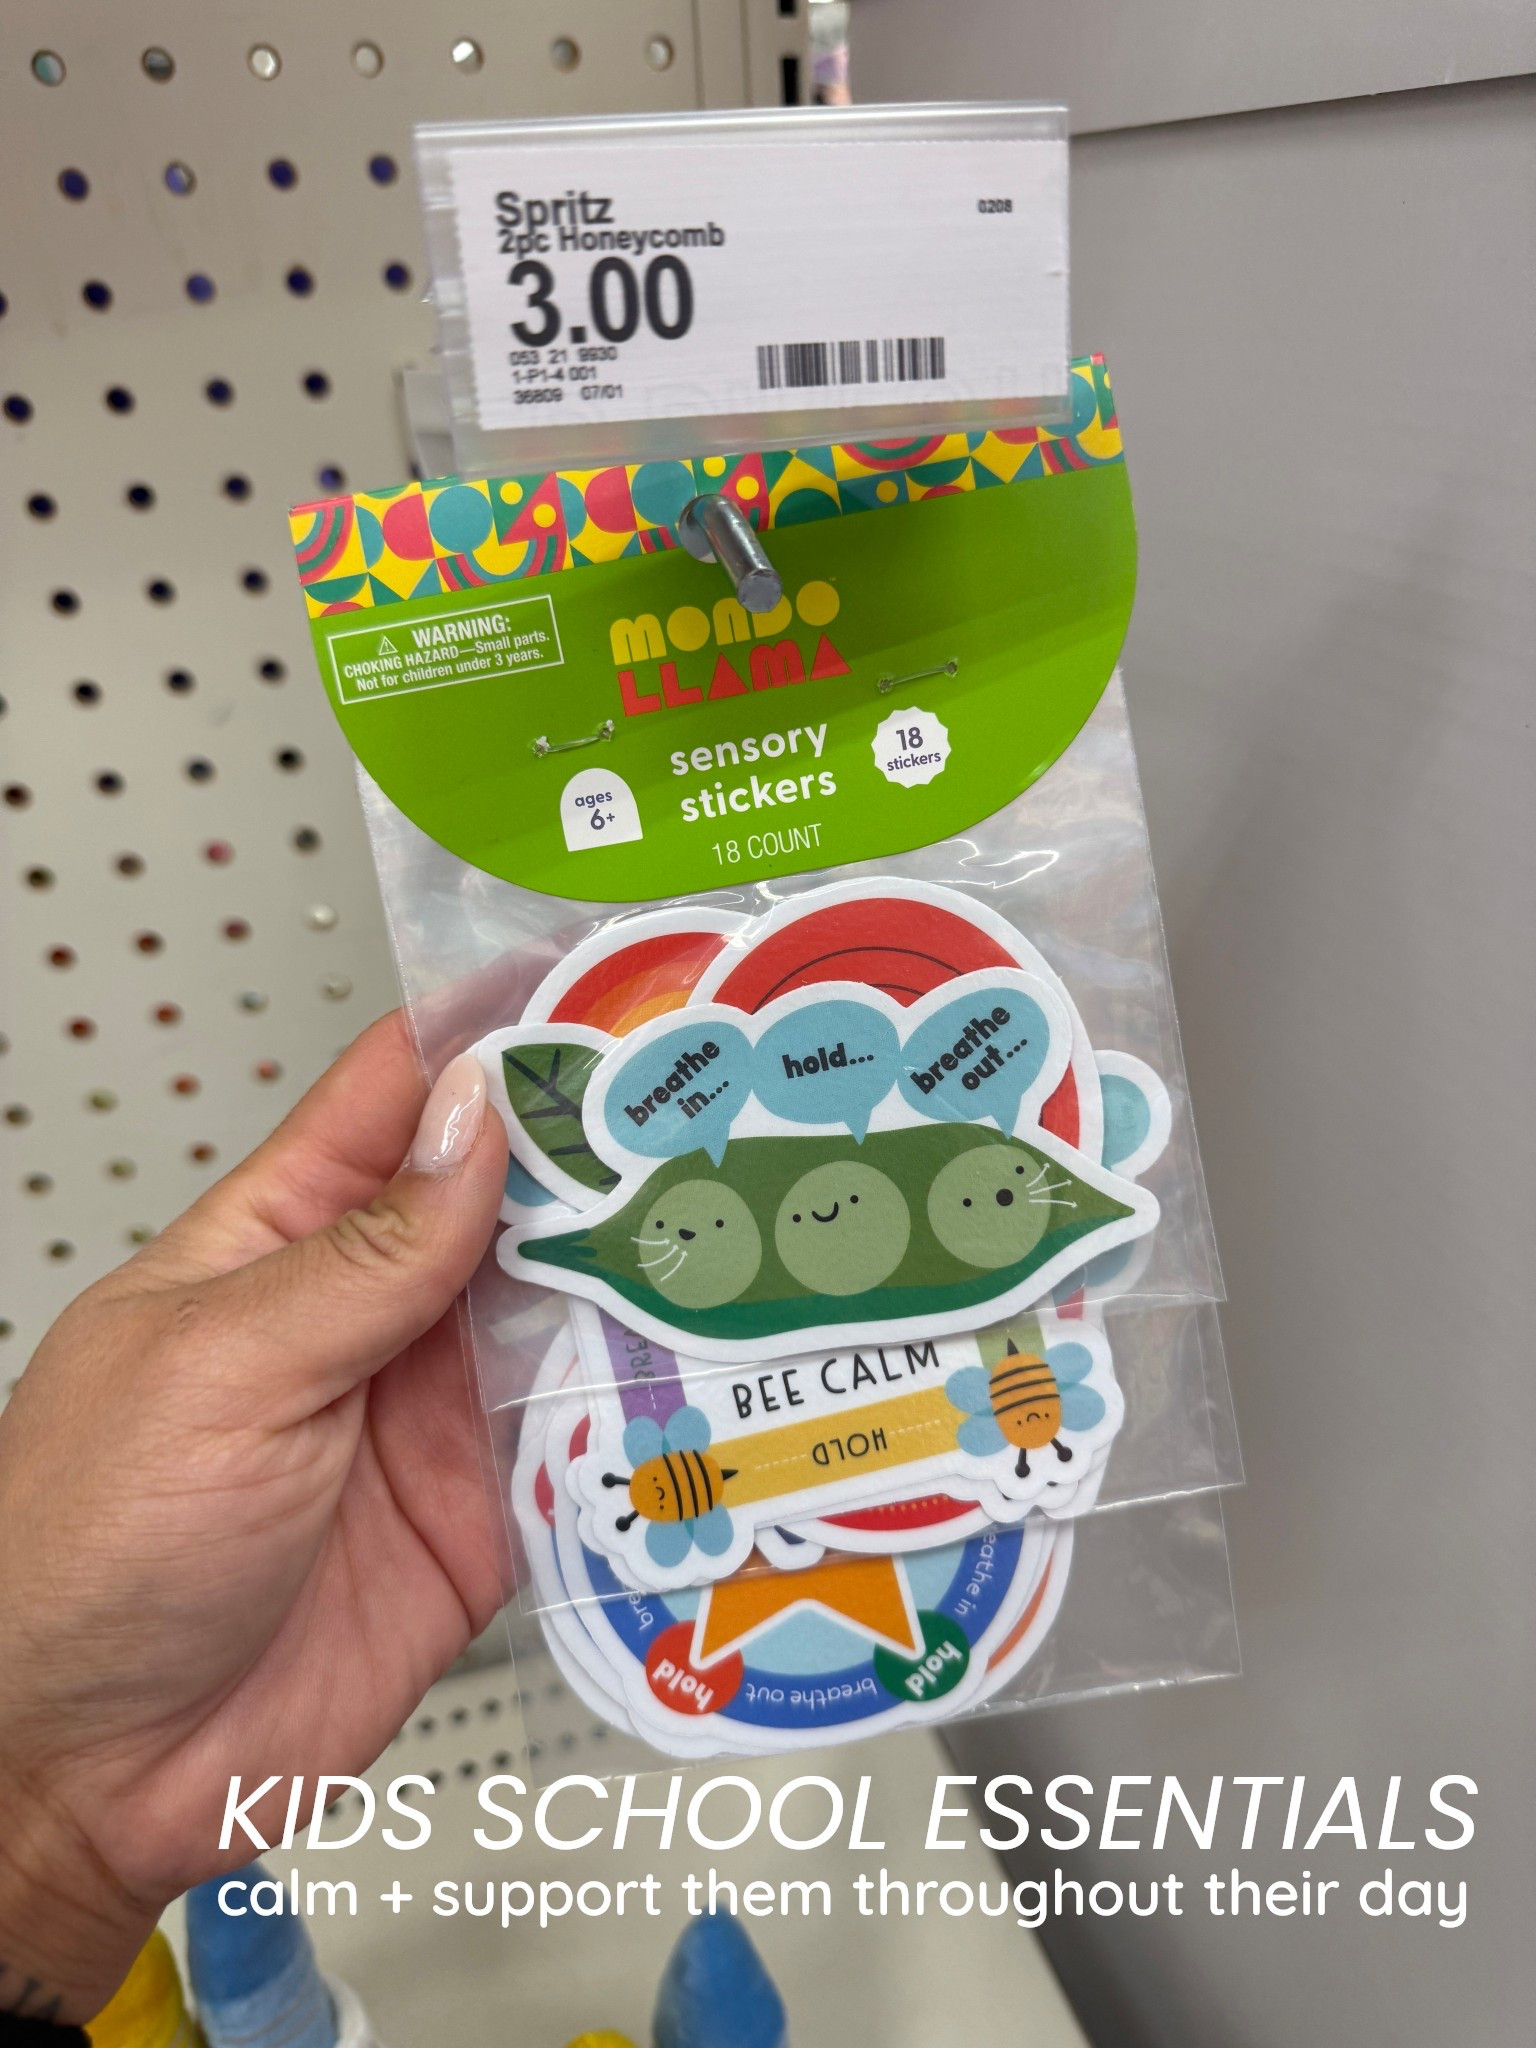 Spritz
0208
2pc Honeycomb
3.00
053 21 9930
1-P1-4 001
36809 07/01
WARNING:
CHOKING HAZARD—Small parts.
Not for children under 3 years.
MONDO
LLAMA
sensory
stickers
18 COUNT
ages
6+
18
stickers
breathe
in...
hold...
breathe
out...
BEE CALM
HOLD
breathe in
hold
breathe out
hold
KIDS SCHOOL ESSENTIALS
calm + support them throughout their day